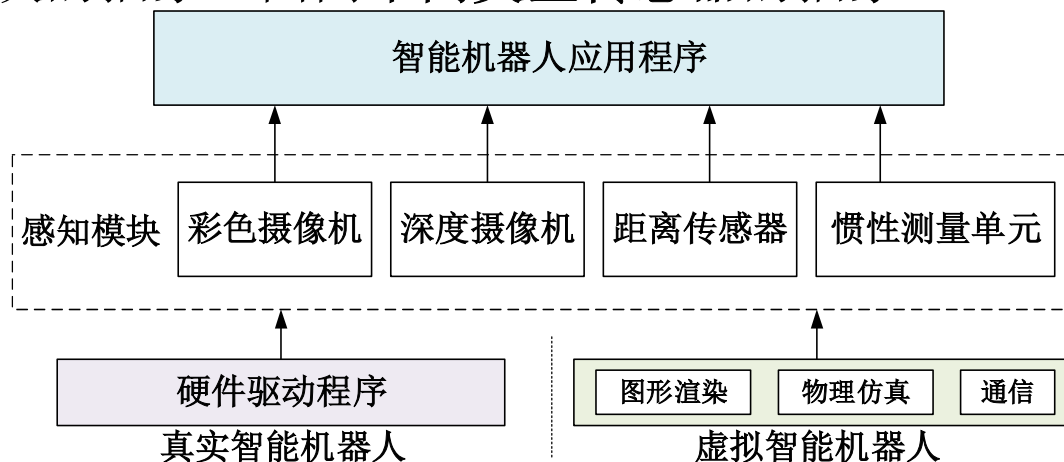 智能机器人应用程序
感知模块
彩色摄像机
深度摄像机
距离传感器
惯性测量单元
硬件驱动程序
图形渲染
物理仿真
通信
真实智能机器人
虚拟智能机器人